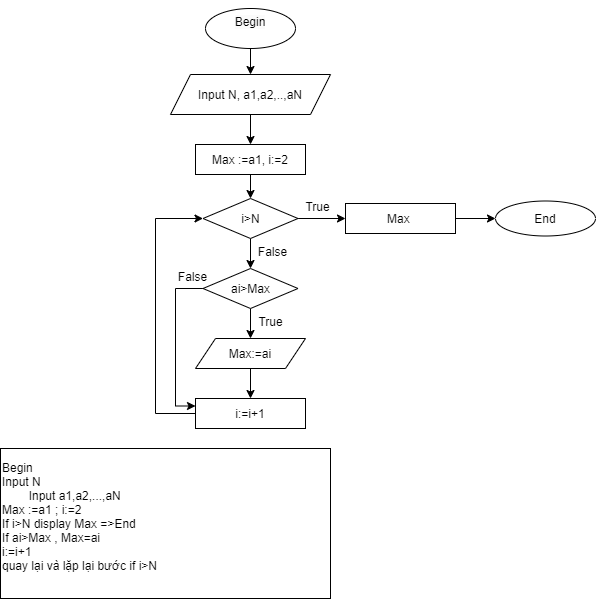 Begin
Input N, a1,a2,..,aN
Max :=a1, i:=2
i>N
True
Max
End
False
False
ai>Max
True
Max:=ai
i:=i+1
Begin
Input N
Input a1,a2,...,aN
Max :=a1 ; i:=2
If i>N display Max =>End
If ai>Max , Max=ai
i:=i+1
quay lại và lặp lại bước if i>N